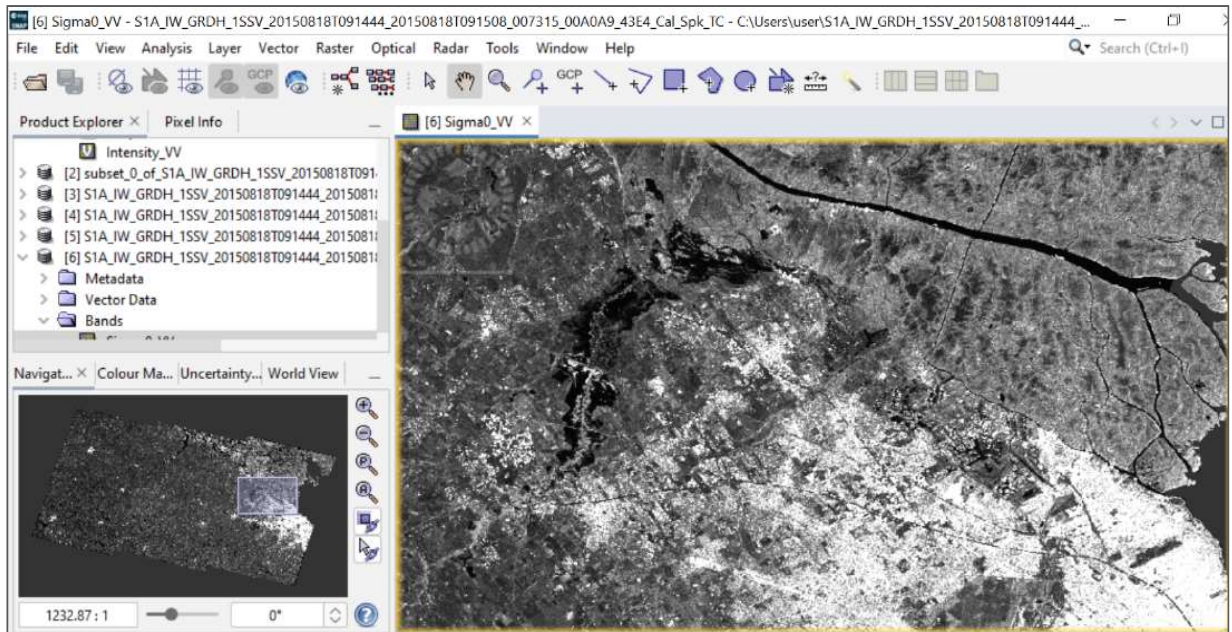 [6] Sigma0_VV - S1A_IW_GRDH_1SSV_20150818T091444_20150818T091508_007315_00A0A9_43E4_Cal_Spk_TC - C:\Users\user\S1A_IW_GRDH_1SSV_20150818T091444_...
File Edit View Analysis Layer Vector Raster Optical Radar Tools Window Help
Search (Ctrl+I)
GCP GCP
Product Explorer Pixel Info
[6] Sigma0_VV
Intensity_VV
[2] subset_0_of_S1A_IW_GRDH_1SSV_20150818T091
[3] S1A_IW_GRDH_1SSV_20150818T091444_2015081
[4] S1A_IW_GRDH_1SSV_20150818T091444_2015081
[5] S1A_IW_GRDH_1SSV_20150818T091444_2015081
[6] S1A_IW_GRDH_1SSV_20150818T091444_2015081
Metadata
Vector Data
Bands
Navigat... Colour Ma... Uncertainty... World View
1232.87 : 1 0°